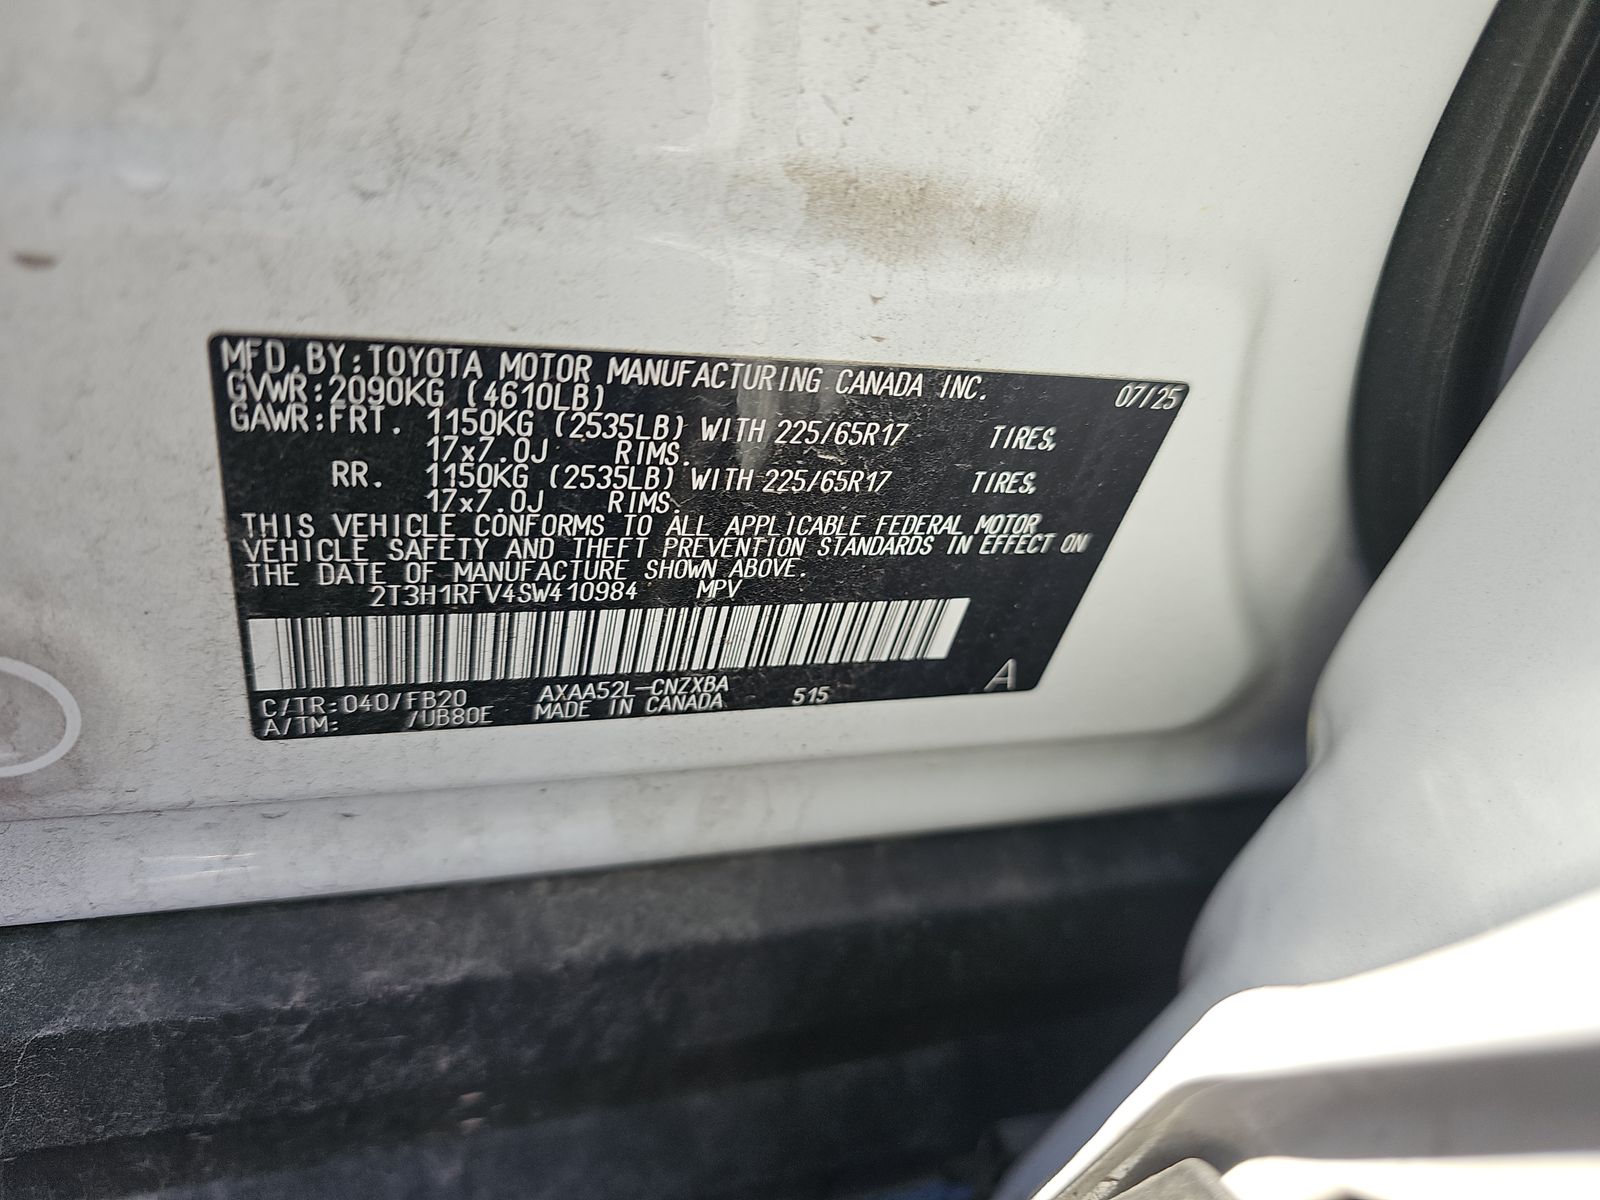 MFD.BY:TOYOTA MOTOR MANUFACTURING CANADA INC. 07/25
GVWR:2090KG (4610LB)
GAWR:FRT. 1150KG (2535LB) WITH 225/65R17 TIRES,
17x7.0J RIMS.
RR. 1150KG (2535LB) WITH 225/65R17 TIRES,
17x7.0J RIMS.
THIS VEHICLE CONFORMS TO ALL APPLICABLE FEDERAL MOTOR
VEHICLE SAFETY AND THEFT PREVENTION STANDARDS IN EFFECT ON
THE DATE OF MANUFACTURE SHOWN ABOVE.
2T3H1RFV4SW410984 MPV
C/TR:040/FB20 AXAA52L-CNZXBA 515 A
A/TM: /UB80E MADE IN CANADA